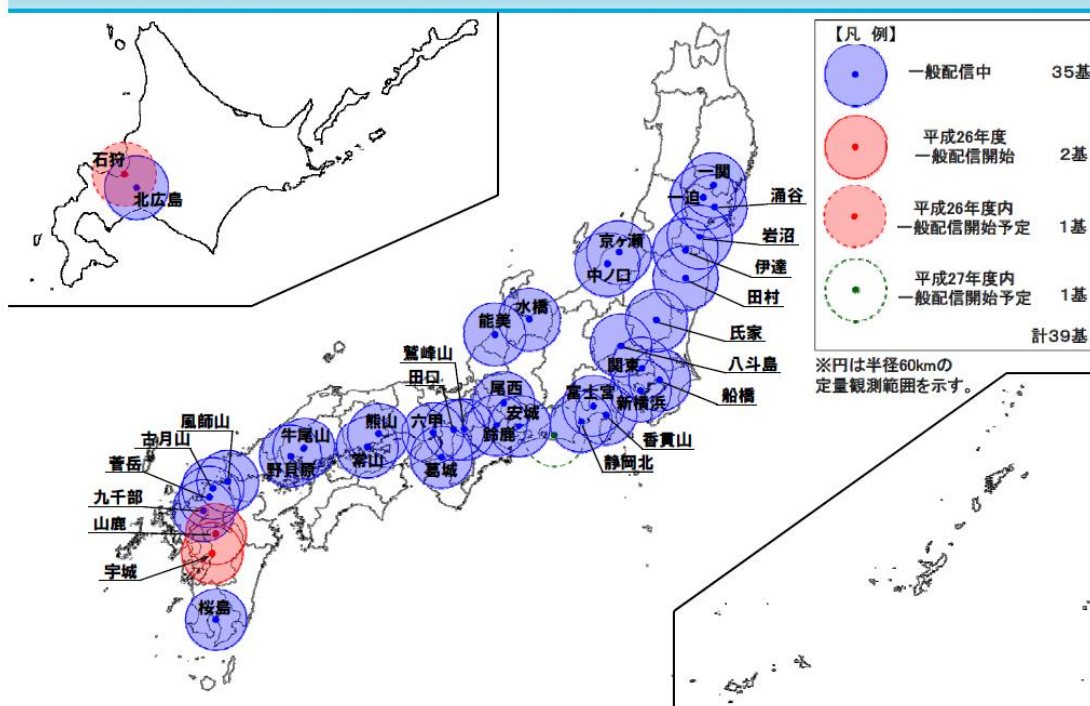 石狩
北広島
一関
一迫
涌谷
岩沼
京ヶ瀬
中ノ口
伊達
田村
水橋
能美
氏家
鷲峰山
八斗島
田口
関東
尾西
富士宮
船橋
風師山
熊山
六甲
安城
新横浜
古月山
牛尾山
鈴鹿
香貫山
菅岳
野貝原
常山
静岡北
葛城
九千部
山鹿
宇城
桜島
【凡 例】
一般配信中 35基
平成26年度
一般配信開始 2基
平成26年度内
一般配信開始予定 1基
平成27年度内
一般配信開始予定 1基
計39基
※円は半径60kmの
定量観測範囲を示す。